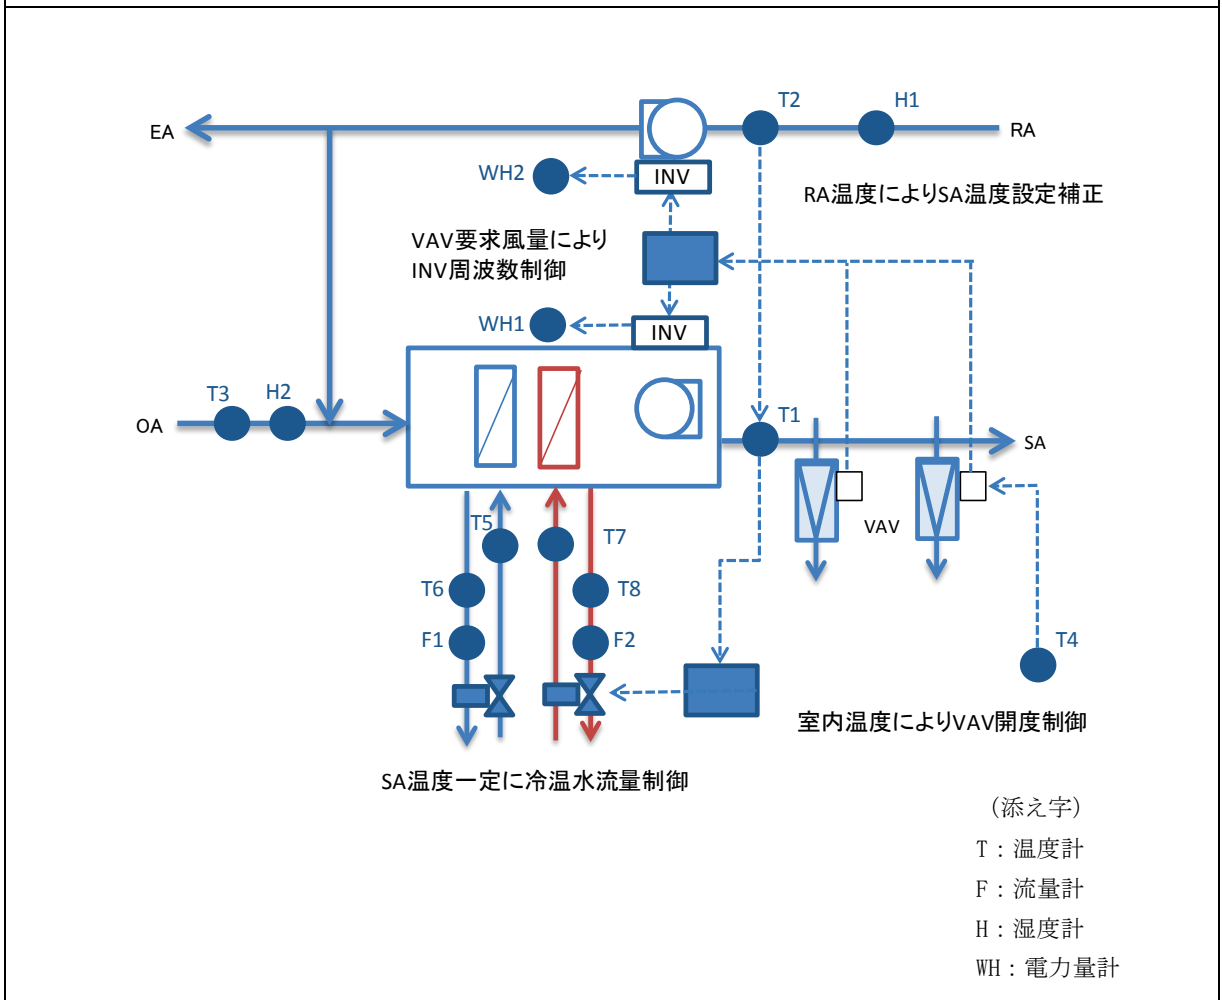 T2
H1
EA
RA
WH2
INV
RA温度によりSA温度設定補正
VAV要求風量により
INV周波数制御
WH1
INV
T3
H2
T1
OA
SA
T5
T7
VAV
T6
T8
F1
F2
T4
室内温度によりVAV開度制御
SA温度一定に冷温水流量制御
(添え字)
T：温度計
F：流量計
H：湿度計
WH：電力量計